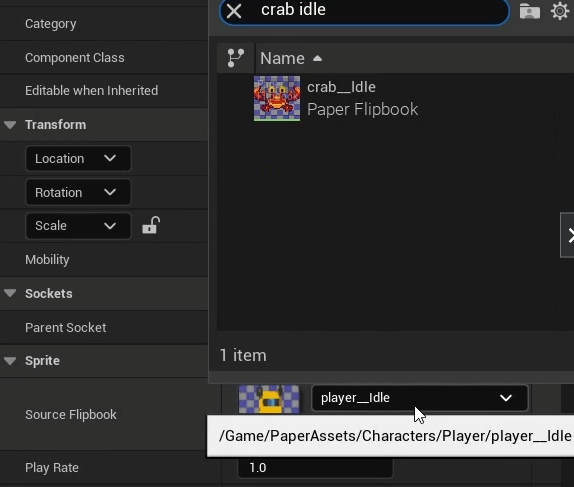 Category
crab idle
Component Class
Name
Editable when Inherited
crab__Idle
Paper Flipbook
Transform
Location
Rotation
Scale
Mobility
Sockets
Parent Socket
1 item
Sprite
Source Flipbook
player__Idle
/Game/PaperAssets/Characters/Player/player__Idle
Play Rate
1.0